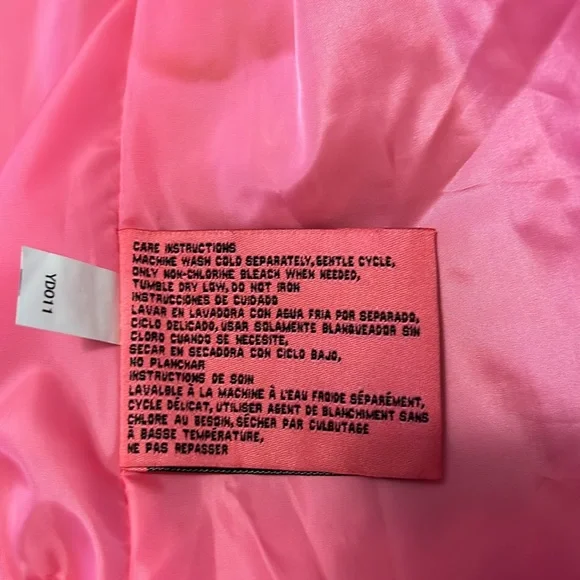 CARE INSTRUCTIONS
MACHINE WASH COLD SEPARATELY, GENTLE CYCLE,
ONLY NON-CHLORINE BLEACH WHEN NEEDED,
TUMBLE DRY LOW, DO NOT IRON
INSTRUCCIONES DE CUIDADO
LAVAR EN LAVADORA CON AGUA FRIA POR SEPARADO,
CICLO DELICADO, USAR SOLAMENTE BLANQUEADOR SIN
CLORO CUANDO SE NECESITE,
SECAR EN SECADORA CON CICLO BAJO,
NO PLANCHAR
INSTRUCTIONS DE SOIN
LAVALBLE À LA MACHINE À L'EAU FROIDE SÉPARÉMENT,
CYCLE DÉLICAT, UTILISER AGENT DE BLANCHIMENT SANS
CHLORE AU BESOIN, SÉCHER PAR CULBUTAGE
À BASSE TEMPÉRATURE,
NE PAS REPASSER
YD011